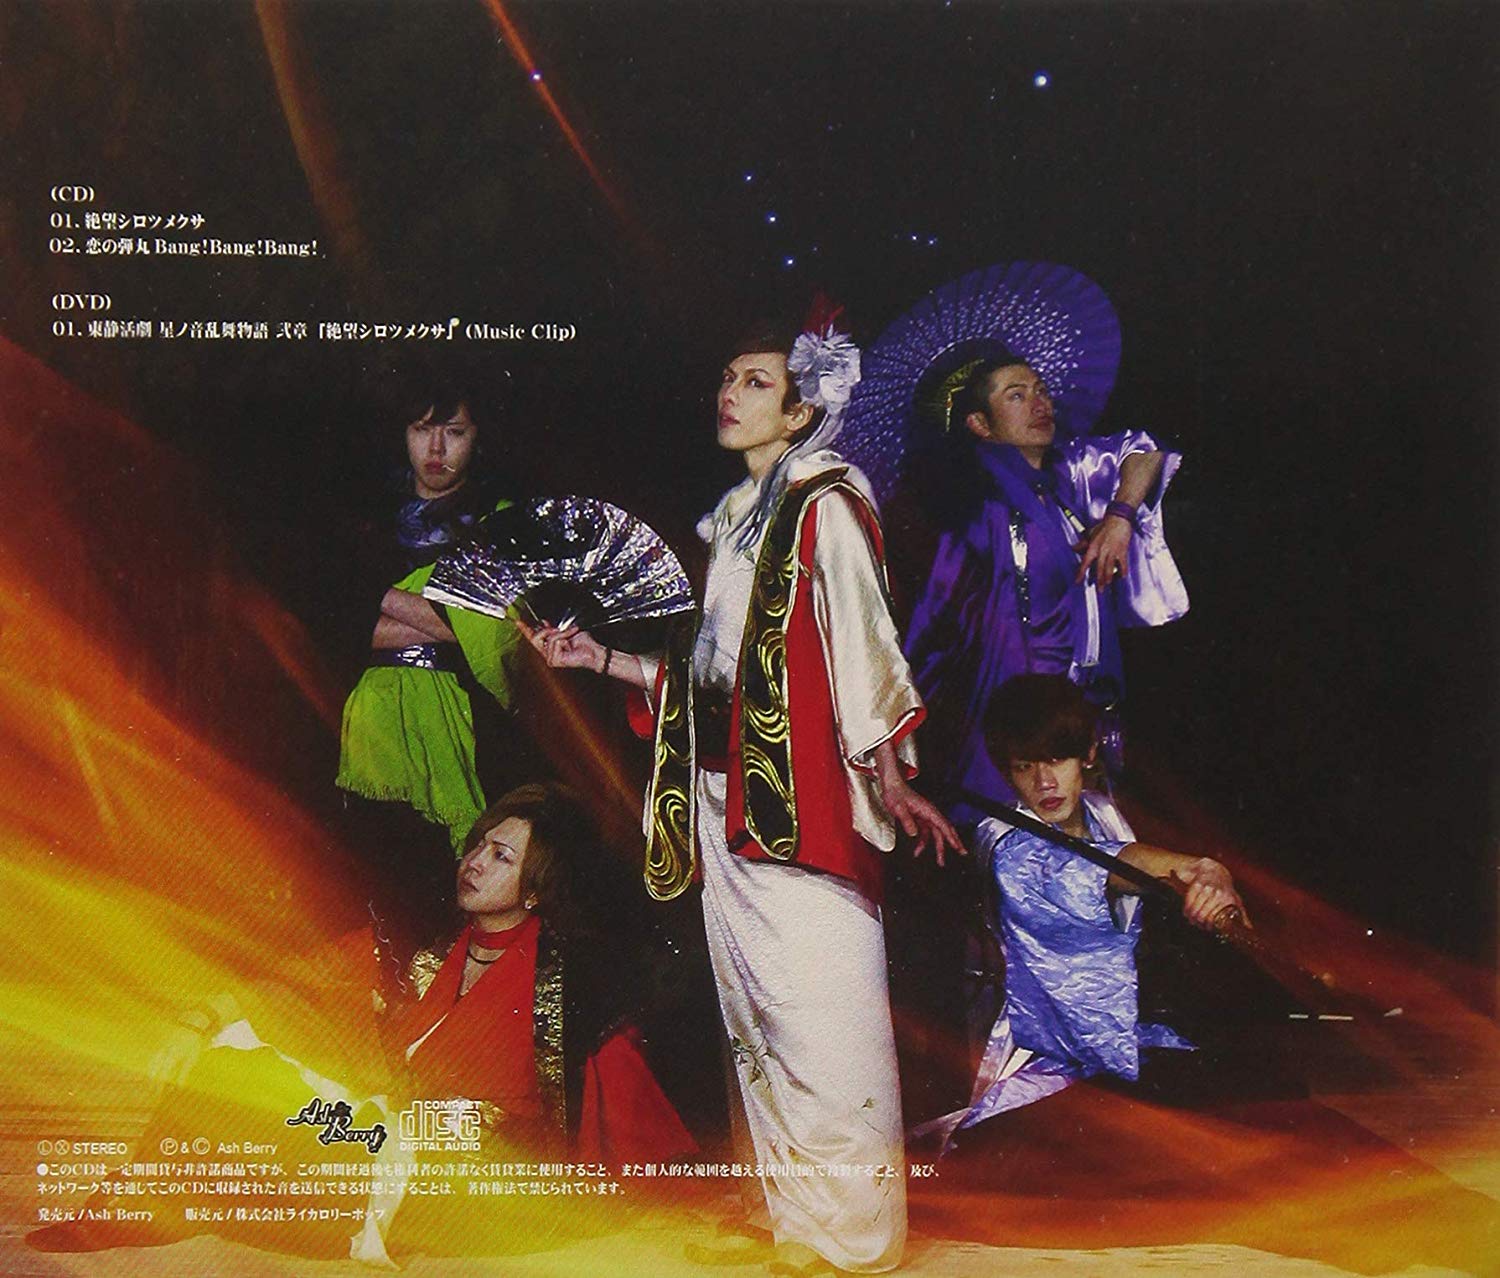 (CD)
01. 絶望シロツメクサ
02. 恋の弾丸 Bang!Bang!Bang!
(DVD)
01. 東静活劇 星ノ音乱舞物語 弐章『絶望シロツメクサ』(Music Clip)
Ash Berry
COMPACT
disc
DIGITAL AUDIO
Ⓛ Ⓧ STEREO Ⓟ & Ⓒ Ash Berry
●このCDは一定期間貸与非許諾商品ですが、この期間経過後も権利者の許諾なく賃貸業に使用すること、また個人的な範囲を越える使用目的で複製すること、及び、
ネットワーク等を通じてこのCDに収録された音を送信できる状態にすることは、著作権法で禁じられています。
発売元/Ash Berry 販売元/株式会社ライカロリーポップ